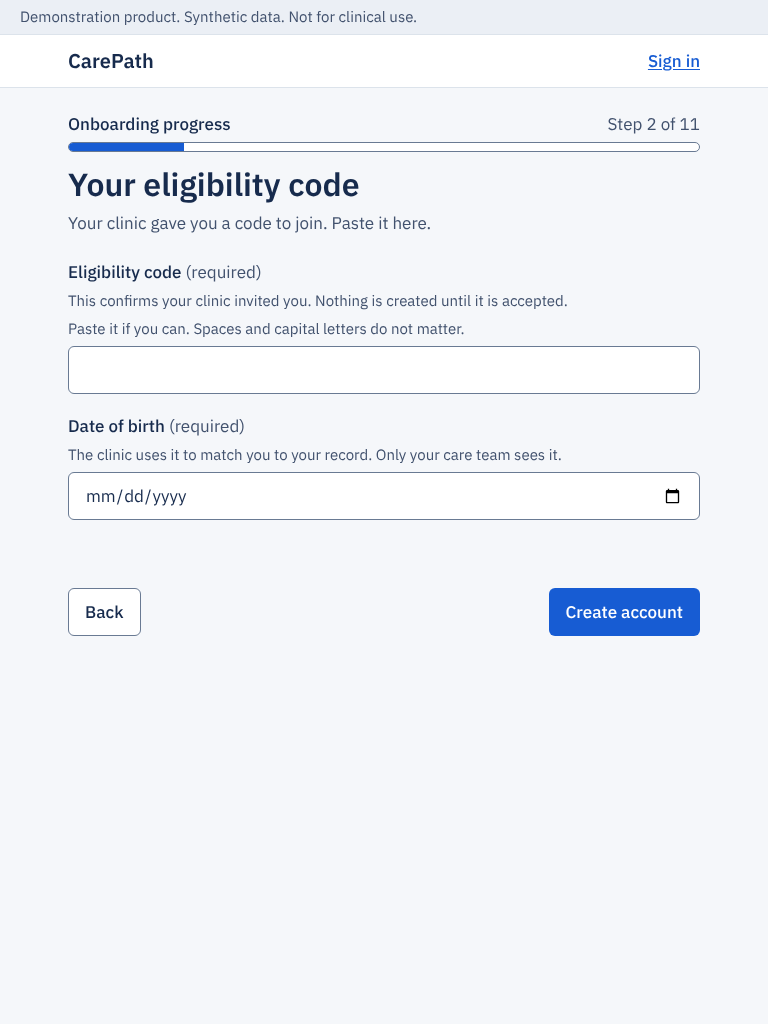 Demonstration product. Synthetic data. Not for clinical use.
CarePath
Sign in
Onboarding progress
Step 2 of 11
Your eligibility code
Your clinic gave you a code to join. Paste it here.
Eligibility code (required)
This confirms your clinic invited you. Nothing is created until it is accepted.
Paste it if you can. Spaces and capital letters do not matter.
Date of birth (required)
The clinic uses it to match you to your record. Only your care team sees it.
mm/dd/yyyy
Back
Create account